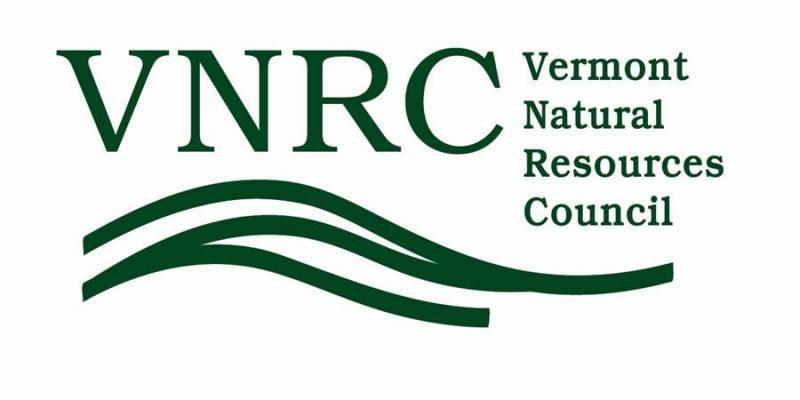 VNRC
Vermont
Natural
Resources
Council